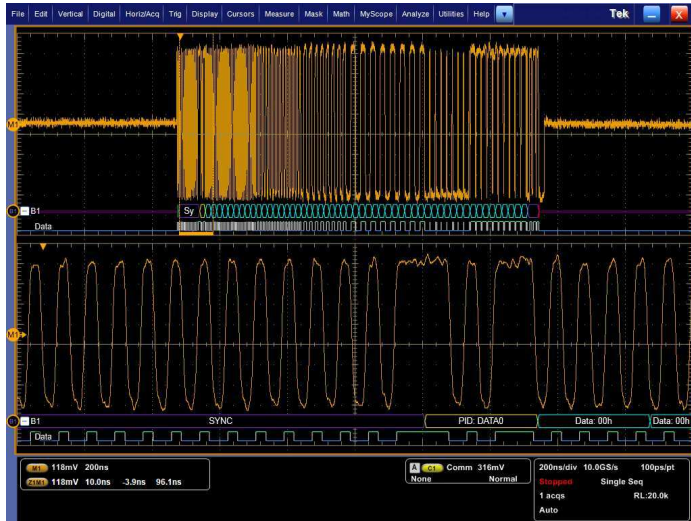 File Edit Vertical Digital Horiz/Acq Trig Display Cursors Measure Mask Math MyScope Analyze Utilities Help Tek X
M1
B1 Sy
Data
M1
B1 SYNC PID: DATA0 Data: 00h Data: 00h
Data
M1 118mV 200ns
Z1M1 118mV 10.0ns -3.9ns 96.1ns
A C1 Comm 316mV
None Normal
200ns/div 10.0GS/s 100ps/pt
Stopped Single Seq
1 acqs RL:20.0k
Auto